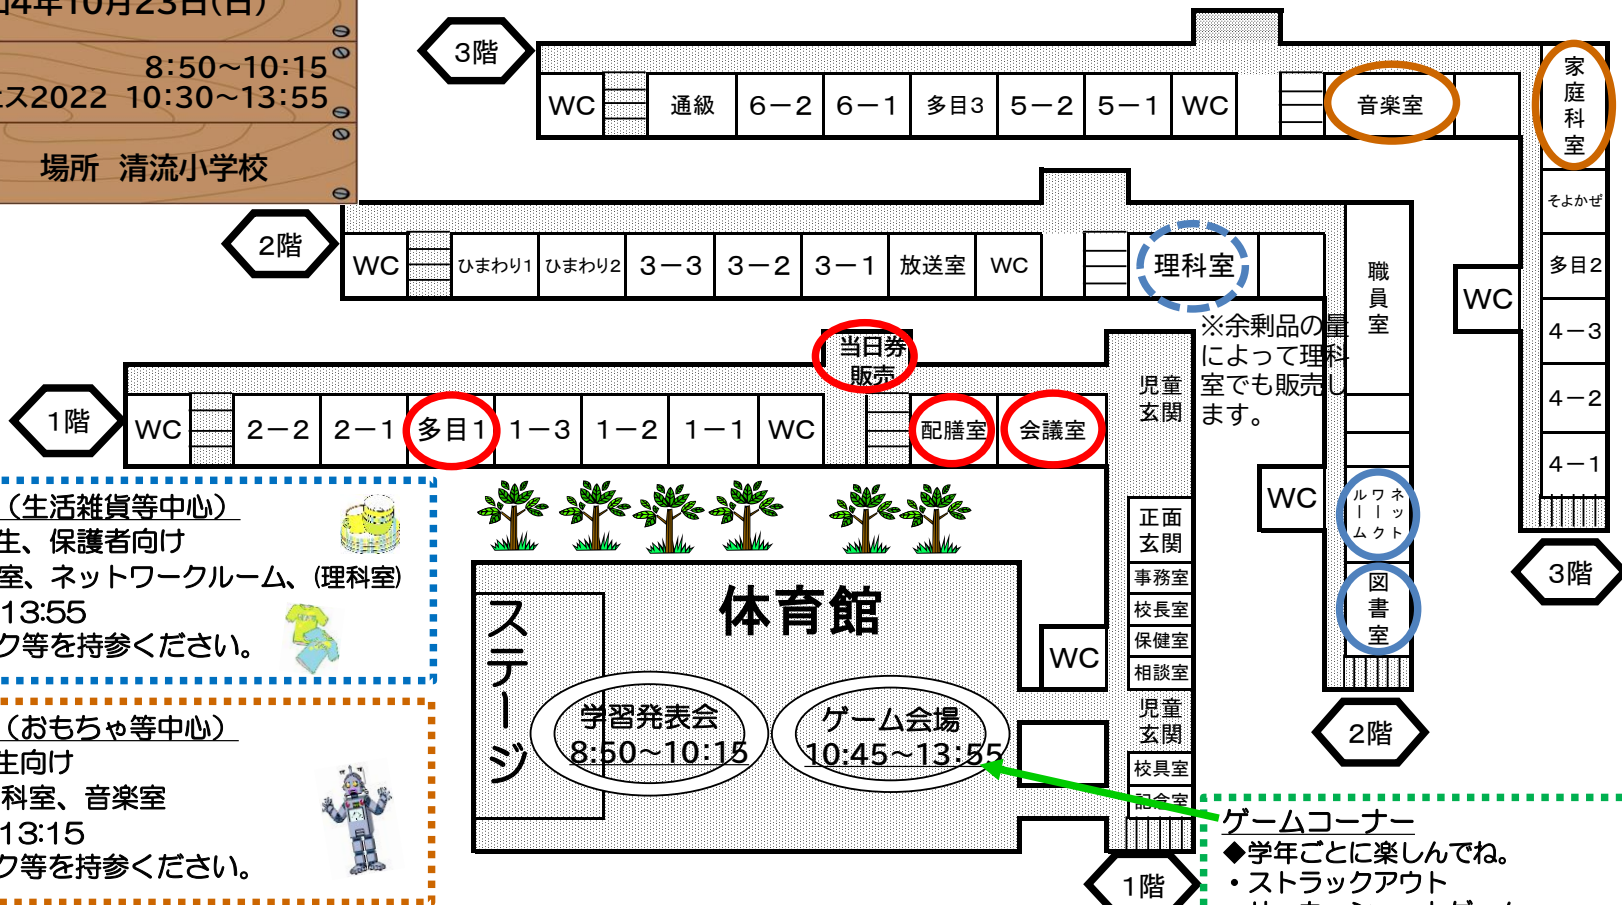 和4年10月23日(日)
8:50～10:15
ェス2022 10:30～13:55
場所 清流小学校
3階
WC
通級
6－2
6－1
多目3
5－2
5－1
WC
音楽室
家庭科室
そよかぜ
多目2
4－3
4－2
4－1
WC
3階
2階
WC
ひまわり1
ひまわり2
3－3
3－2
3－1
放送室
WC
理科室
職員室
※余剰品の量
によって理科
室でも販売し
ます。
WC
ネットワークルーム
図書室
2階
1階
WC
2－2
2－1
多目1
1－3
1－2
1－1
WC
当日券
販売
配膳室
会議室
児童
玄関
正面
玄関
事務室
校長室
保健室
相談室
児童
玄関
校具室
記念室
WC
1階
体育館
ステージ
学習発表会
8:50～10:15
ゲーム会場
10:45～13:55
（生活雑貨等中心）
生、保護者向け
室、ネットワークルーム、(理科室)
13:55
ク等を持参ください。
（おもちゃ等中心）
生向け
科室、音楽室
13:15
ク等を持参ください。
ゲームコーナー
◆学年ごとに楽しんでね。
・ストラックアウト